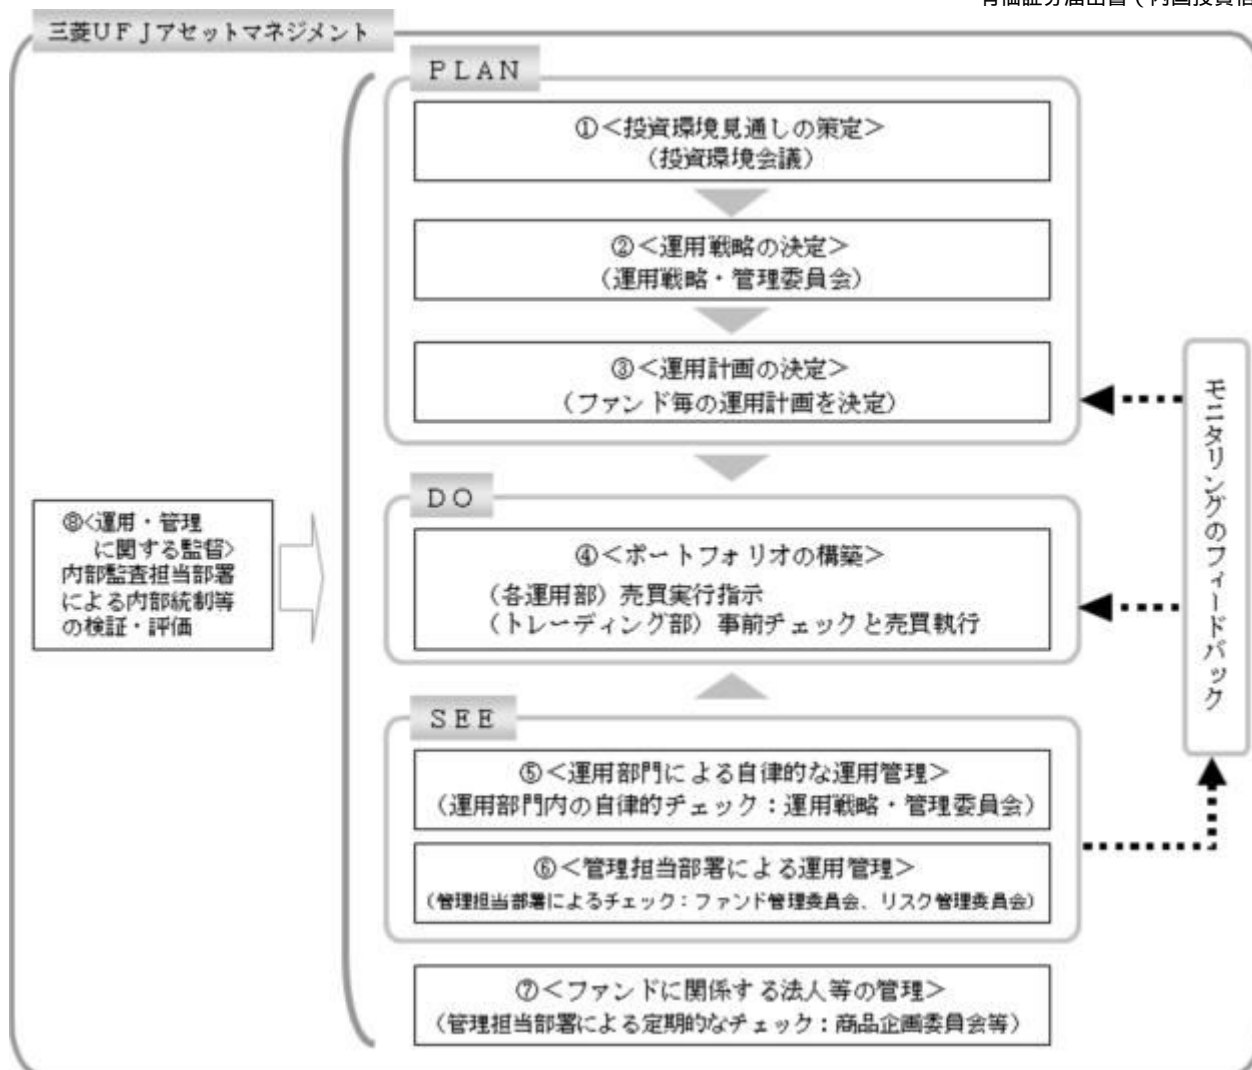 有価証券届出書(内国投資信
三菱UFJアセットマネジメント
PLAN
①<投資環境見通しの策定>
(投資環境会議)
②<運用戦略の決定>
(運用戦略・管理委員会)
③<運用計画の決定>
(ファンド毎の運用計画を決定)
DO
④<ポートフォリオの構築>
(各運用部)売買実行指示
(トレーディング部)事前チェックと売買執行
SEE
⑤<運用部門による自律的な運用管理>
(運用部門内の自律的チェック:運用戦略・管理委員会)
⑥<管理担当部署による運用管理>
(管理担当部署によるチェック:ファンド管理委員会、リスク管理委員会)
⑦<ファンドに関係する法人等の管理>
(管理担当部署による定期的なチェック:商品企画委員会等)
⑧<運用・管理
に関する監督>
内部監査担当部署
による内部統制等
の検証・評価
モニタリングのフィードバック